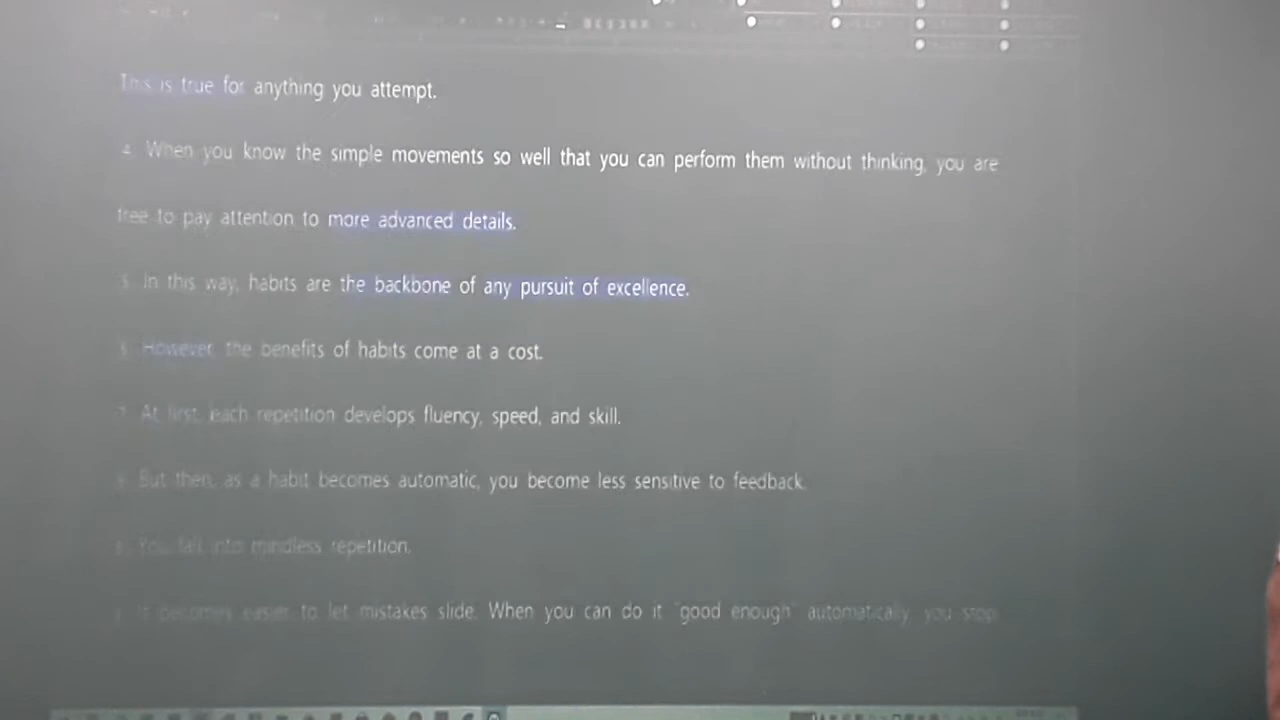 This is true for anything you attempt.
4. When you know the simple movements so well that you can perform them without thinking, you are
free to pay attention to more advanced details.
5. In this way, habits are the backbone of any pursuit of excellence.
6. However, the benefits of habits come at a cost.
7. At first, each repetition develops fluency, speed, and skill.
But then, as a habit becomes automatic, you become less sensitive to feedback.
You fall into mindless repetition.
It becomes easier to let mistakes slide. When you can do it "good enough" automatically, you stop